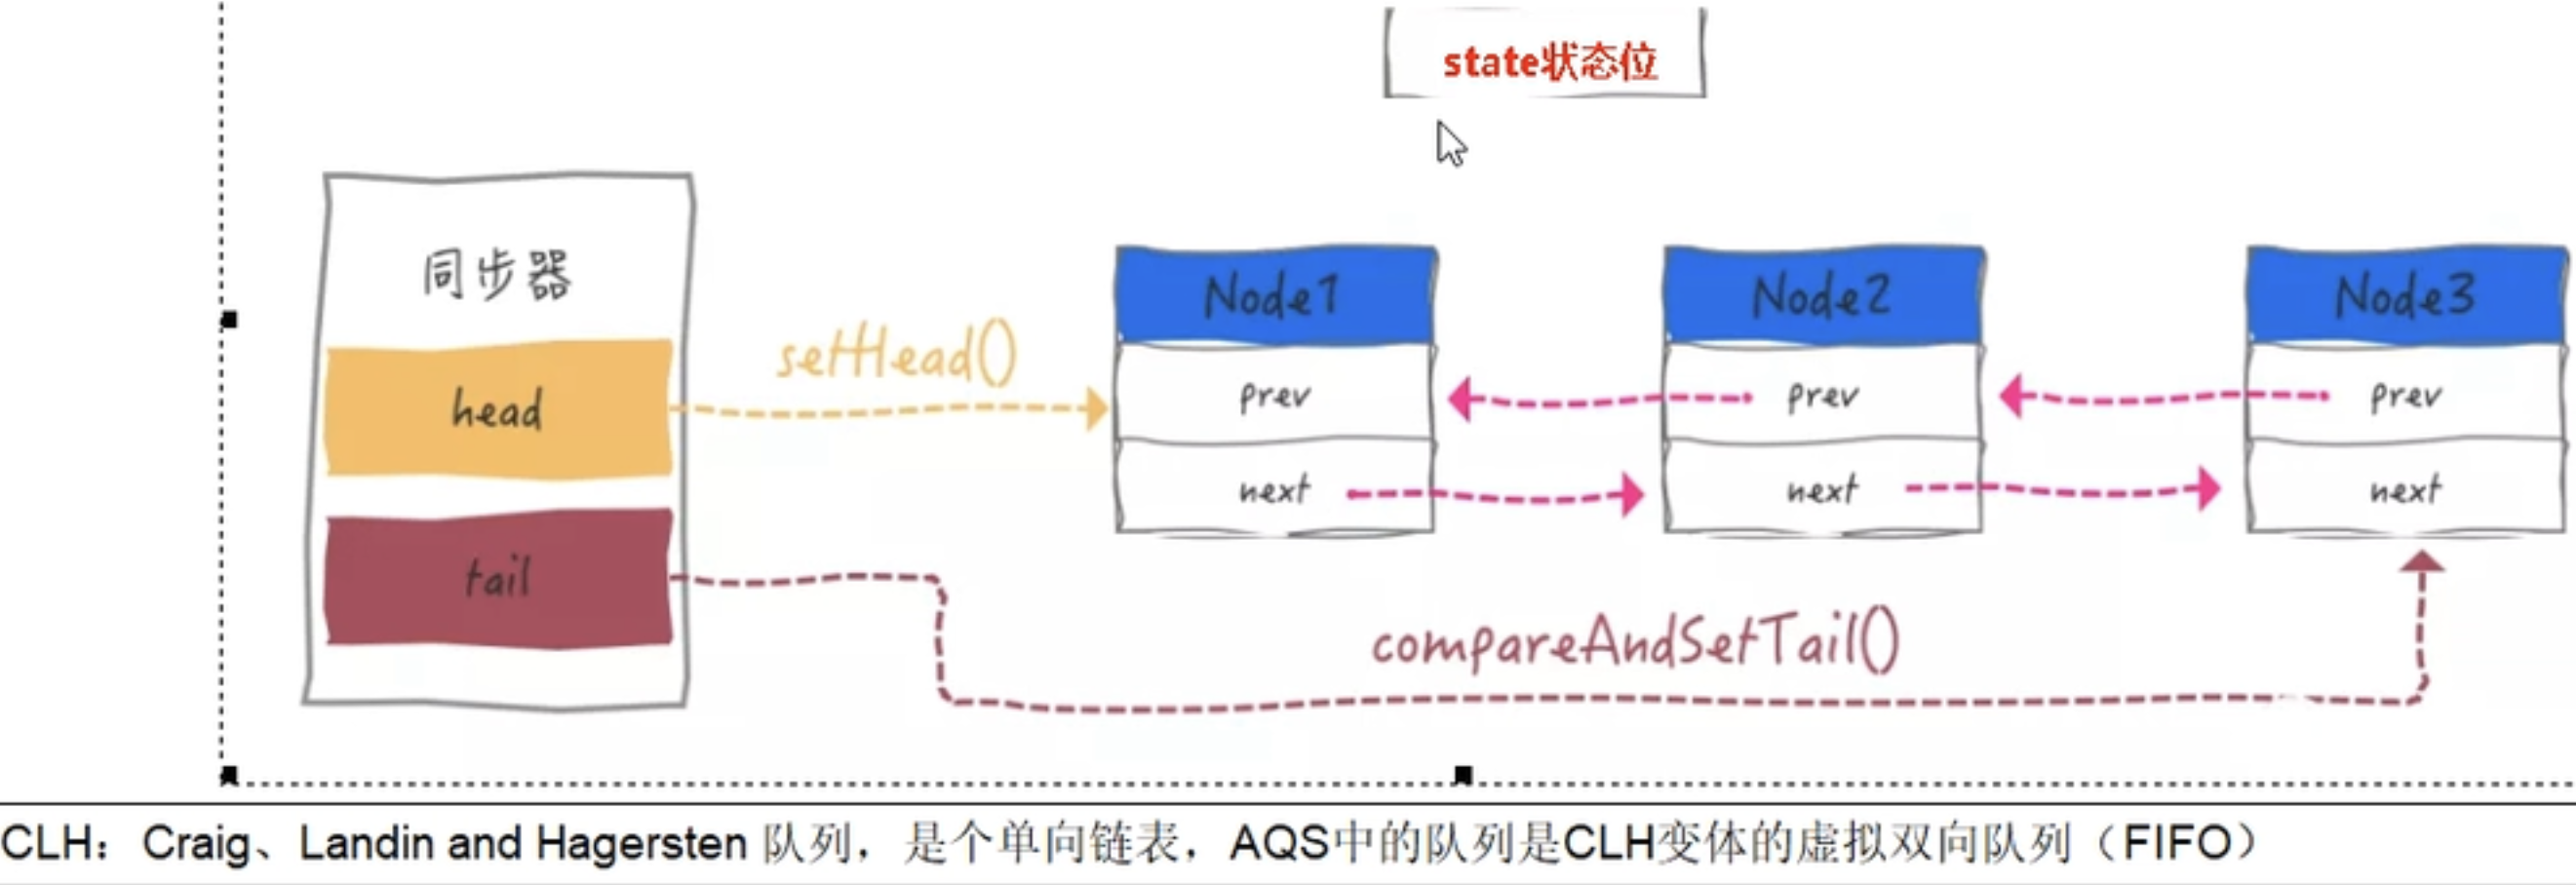 state状态位
同步器
head
tail
setHead()
Node1
prev
next
Node2
prev
next
Node3
prev
next
compareAndSetTail()
CLH：Craig、Landin and Hagersten 队列，是个单向链表，AQS中的队列是CLH变体的虚拟双向队列（FIFO）